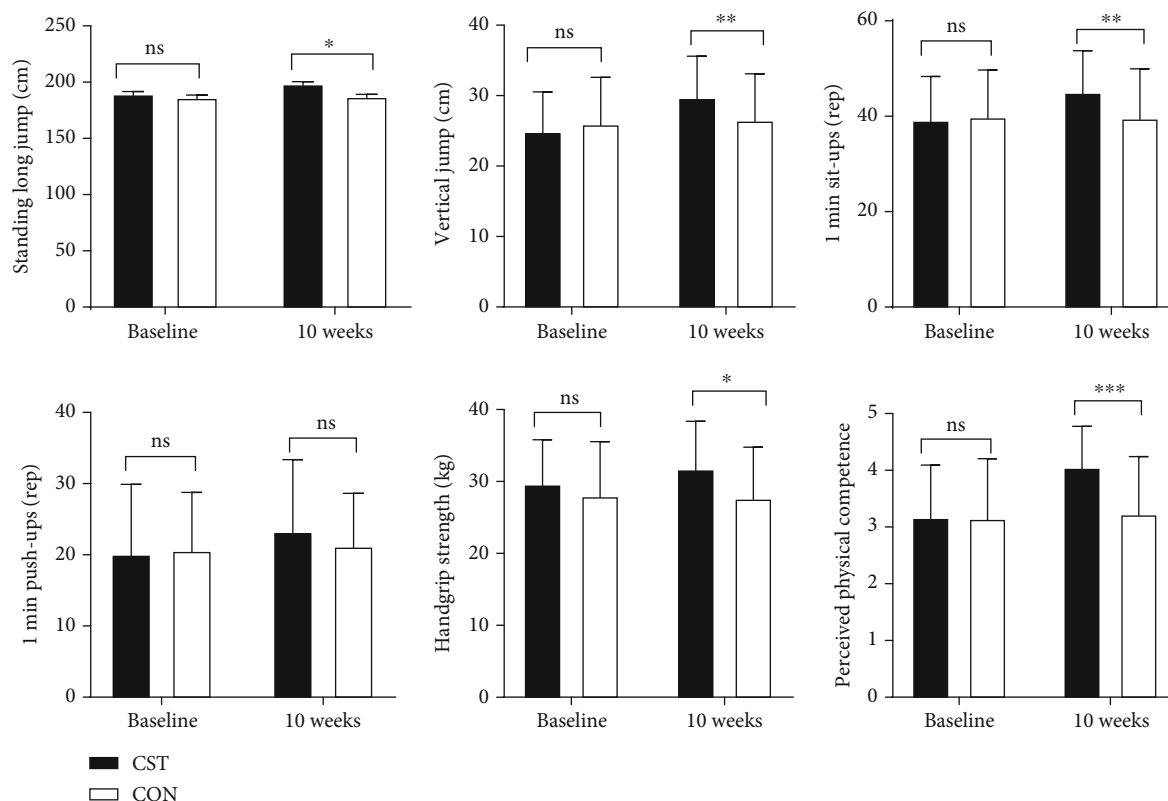 Standing long jump (cm)
250
200
150
100
50
0
ns
*
Baseline
10 weeks
Vertical jump (cm)
40
30
20
10
0
ns
**
Baseline
10 weeks
1 min sit-ups (rep)
60
40
20
0
ns
**
Baseline
10 weeks
1 min push-ups (rep)
40
30
20
10
0
ns
ns
Baseline
10 weeks
Handgrip strength (kg)
40
30
20
10
0
ns
*
Baseline
10 weeks
Perceived physical competence
5
4
3
2
1
0
ns
***
Baseline
10 weeks
CST
CON